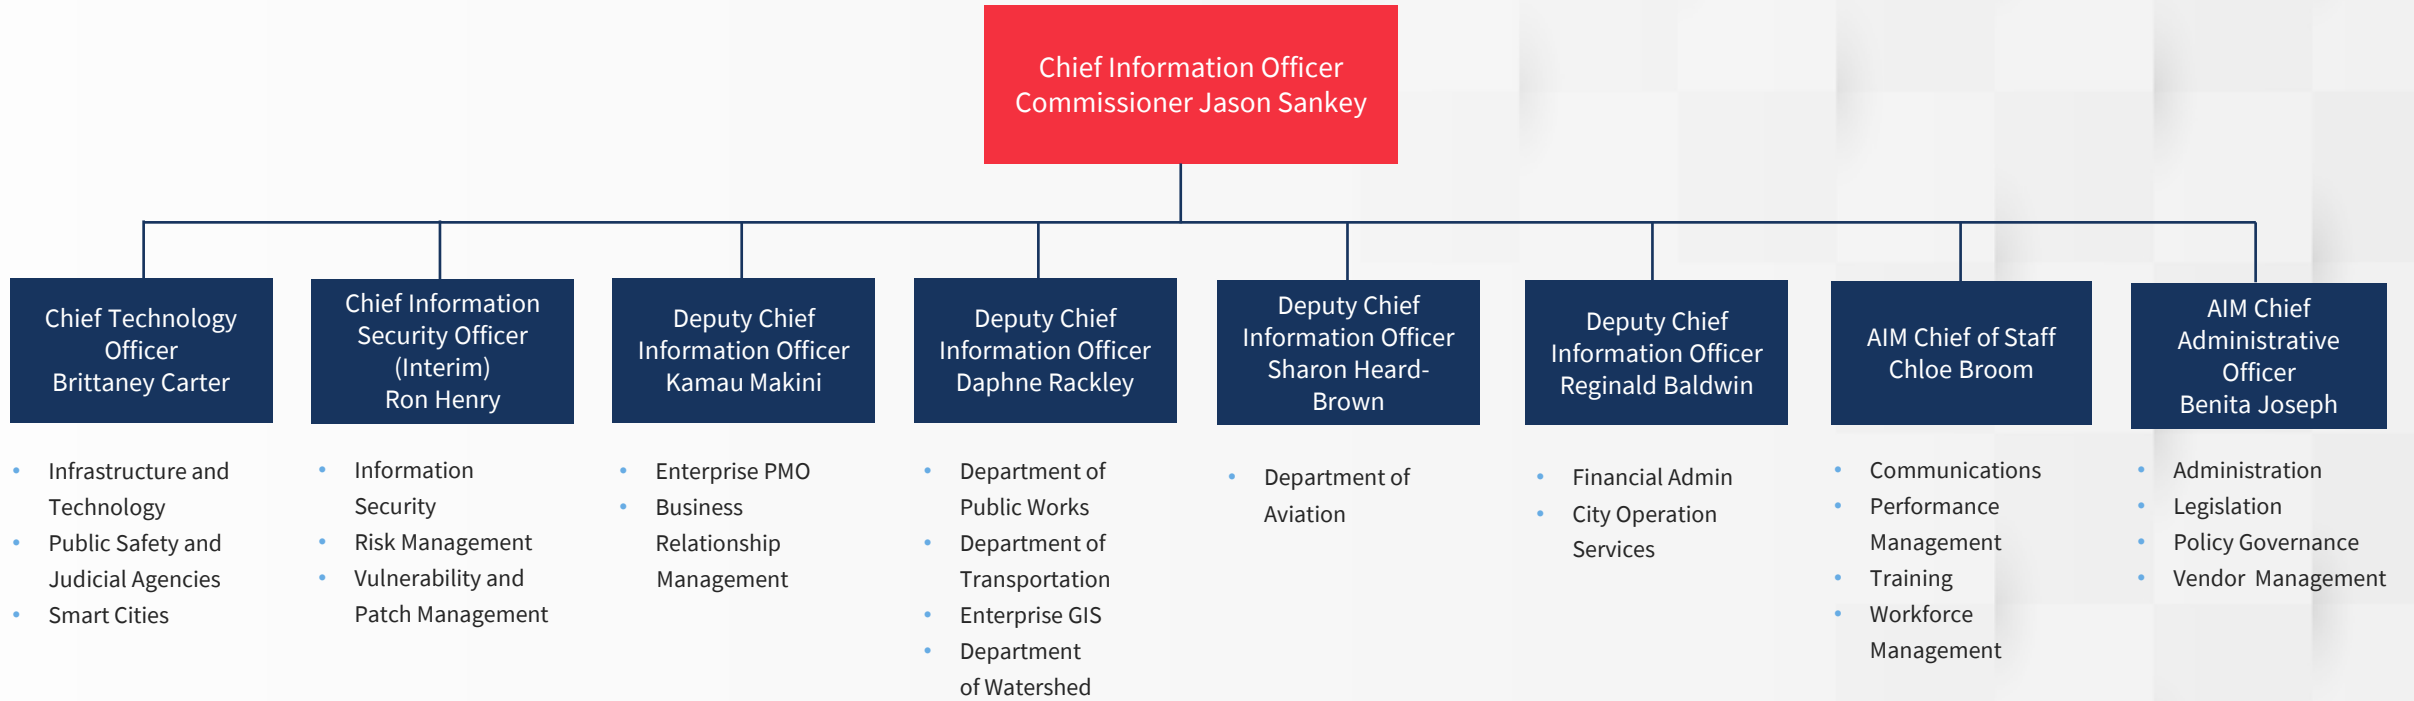 Chief Information Officer
Commissioner Jason Sankey
Chief Technology
Officer
Brittaney Carter
• Infrastructure and
Technology
• Public Safety and
Judicial Agencies
• Smart Cities
Chief Information
Security Officer
(Interim)
Ron Henry
• Information
Security
• Risk Management
• Vulnerability and
Patch Management
Deputy Chief
Information Officer
Kamau Makini
• Enterprise PMO
• Business
Relationship
Management
Deputy Chief
Information Officer
Daphne Rackley
• Department of
Public Works
• Department of
Transportation
• Enterprise GIS
• Department
of Watershed
Deputy Chief
Information Officer
Sharon Heard-
Brown
• Department of
Aviation
Deputy Chief
Information Officer
Reginald Baldwin
• Financial Admin
• City Operation
Services
AIM Chief of Staff
Chloe Broom
• Communications
• Performance
Management
• Training
• Workforce
Management
AIM Chief
Administrative
Officer
Benita Joseph
• Administration
• Legislation
• Policy Governance
• Vendor Management